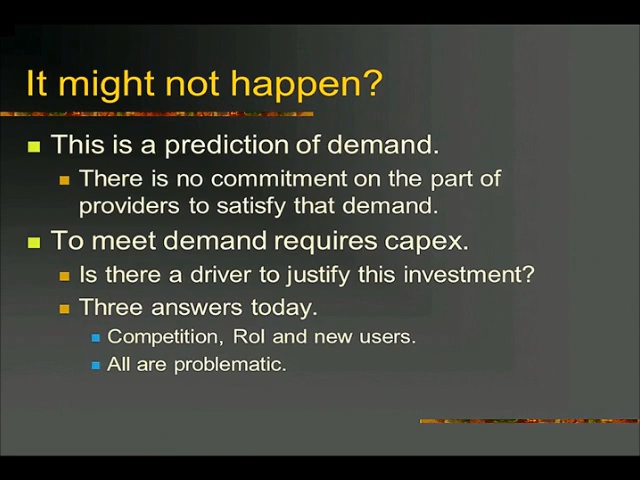 It might not happen?
This is a prediction of demand.
There is no commitment on the part of
providers to satisfy that demand.
To meet demand requires capex.
Is there a driver to justify this investment?
Three answers today.
Competition, RoI and new users.
All are problematic.